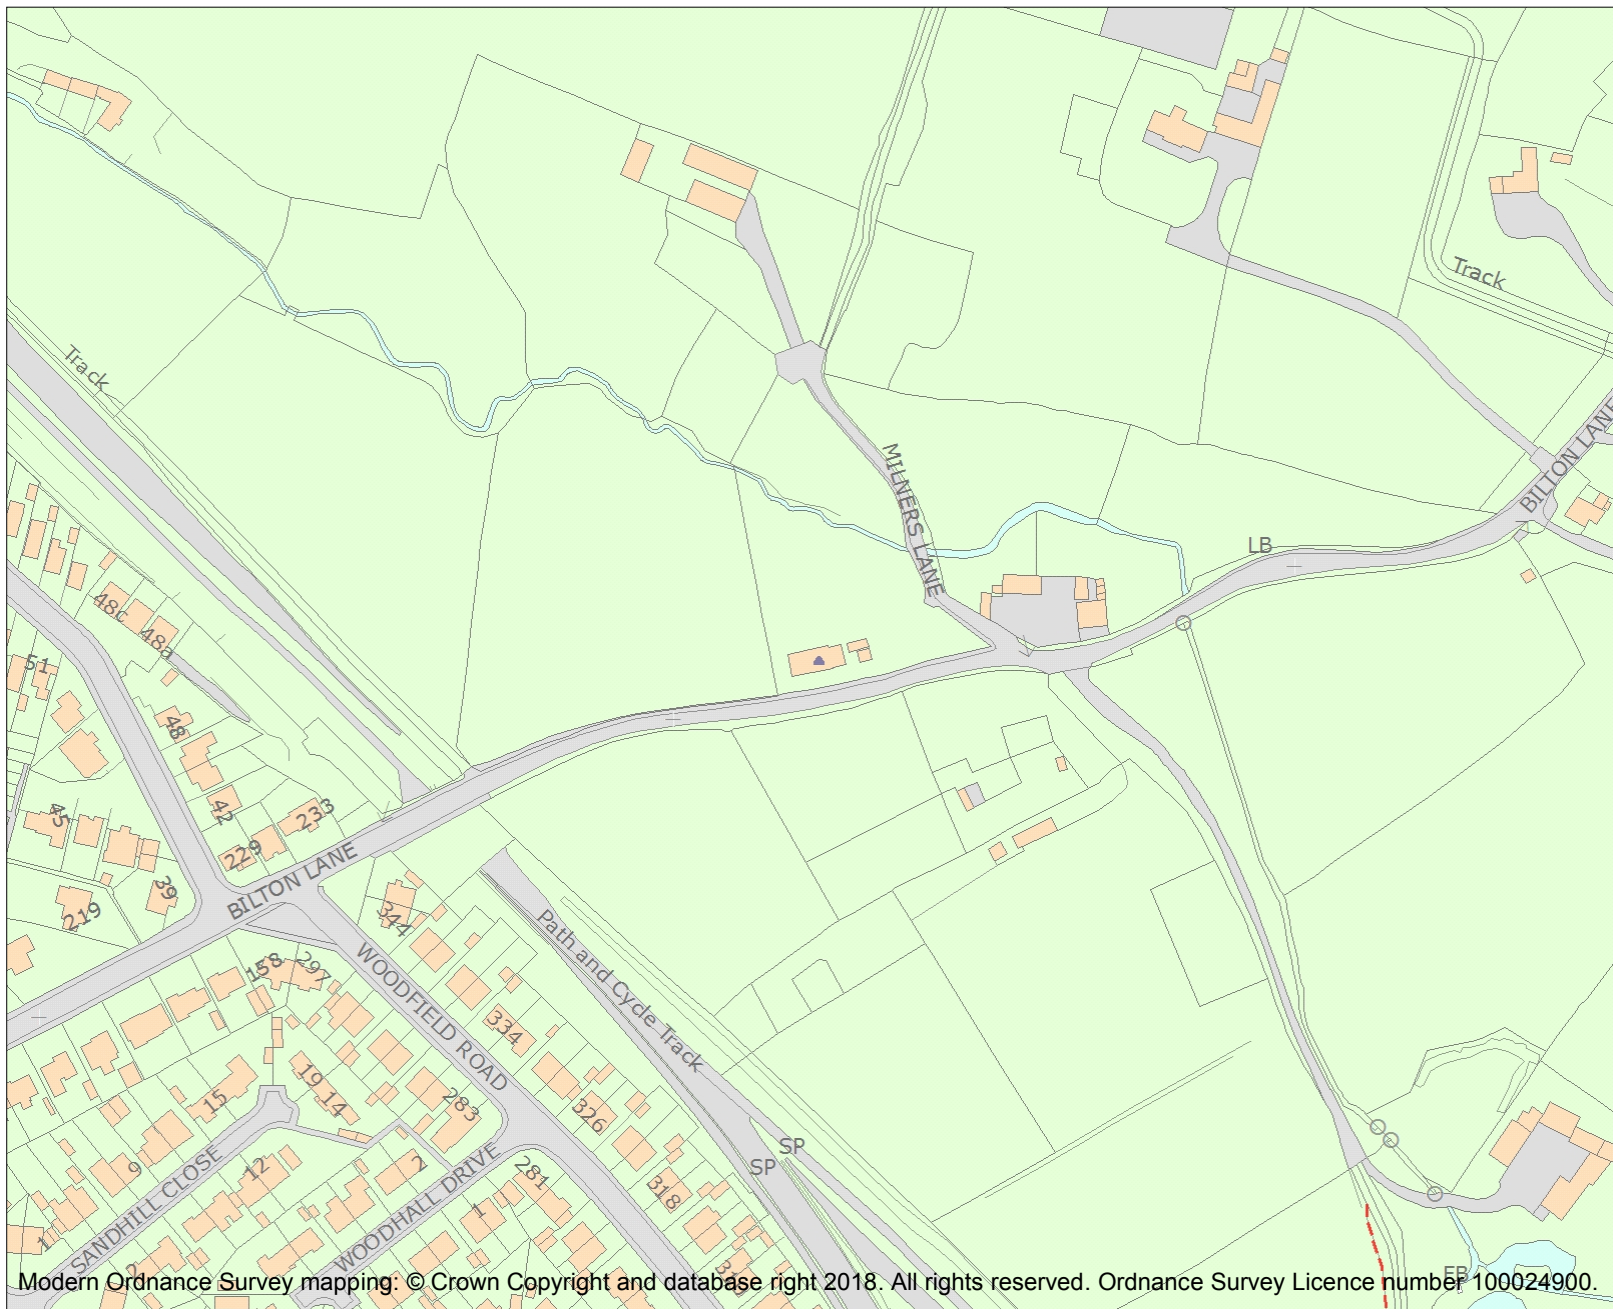 Track
Track
MILNERS LANE
BILTON LANE
LB
48c
48a
51
48
45
42
233
229
39
BILTON LANE
219
344
158
297
WOODFIELD ROAD
Path and Cycle Track
334
19
14
15
283
326
SP
SP
9
12
2
281
318
SANDHILL CLOSE
WOODHALL DRIVE
1
1
2
FB
Modern Ordnance Survey mapping: © Crown Copyright and database right 2018. All rights reserved. Ordnance Survey Licence number 100024900.